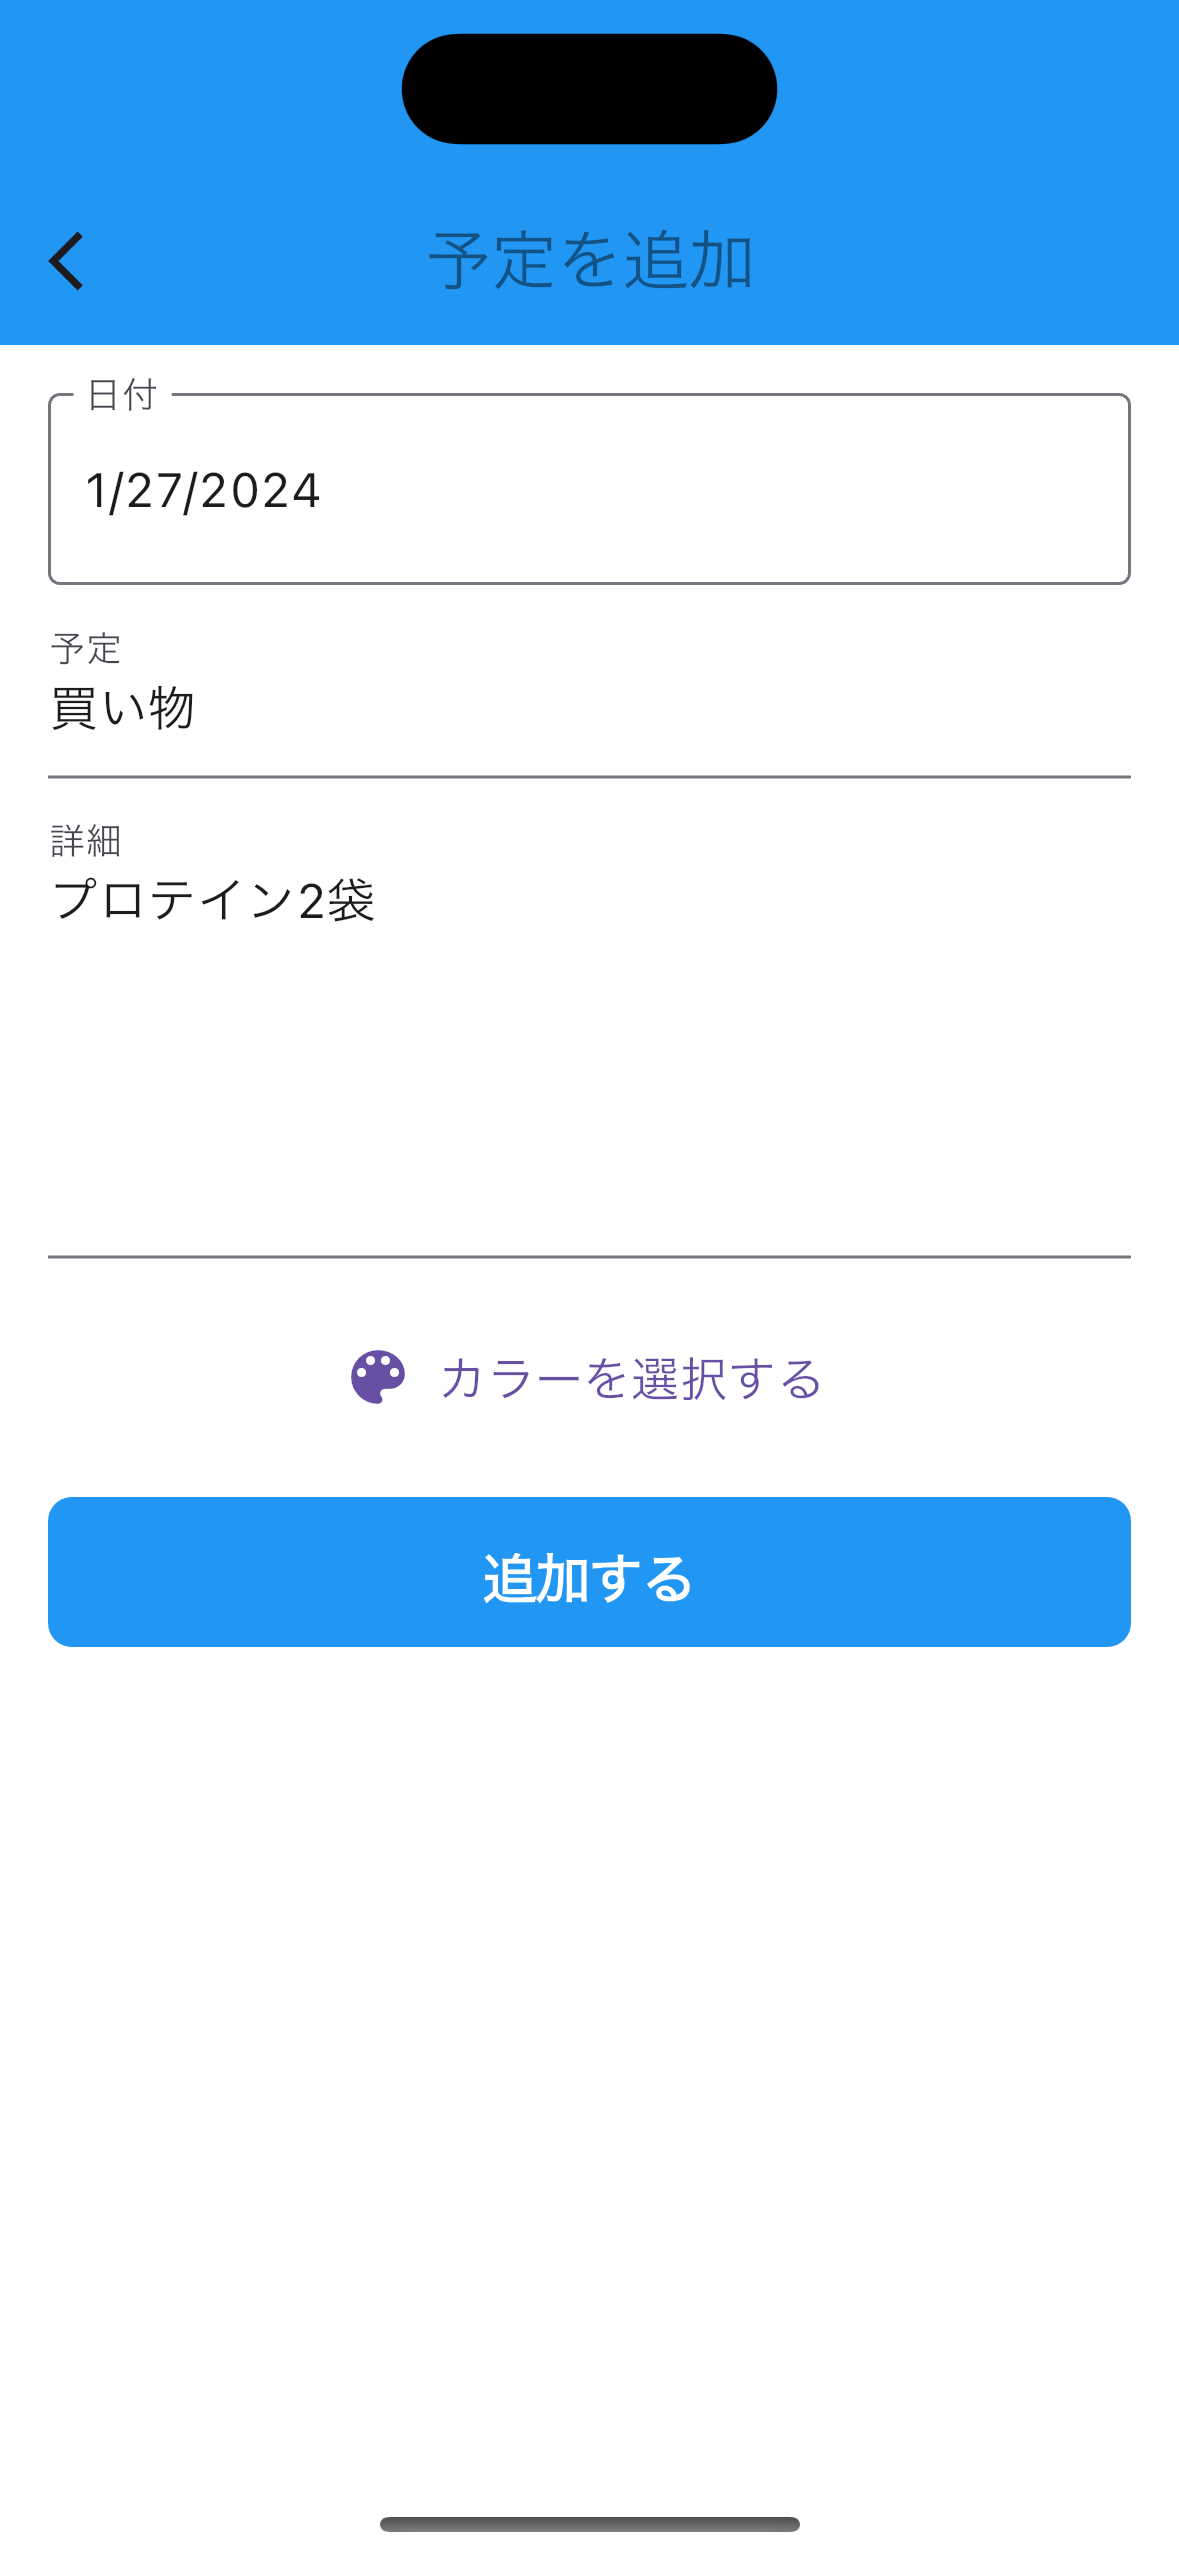 予定を追加
日付
1/27/2024
予定
買い物
詳細
プロテイン2袋
カラーを選択する
追加する